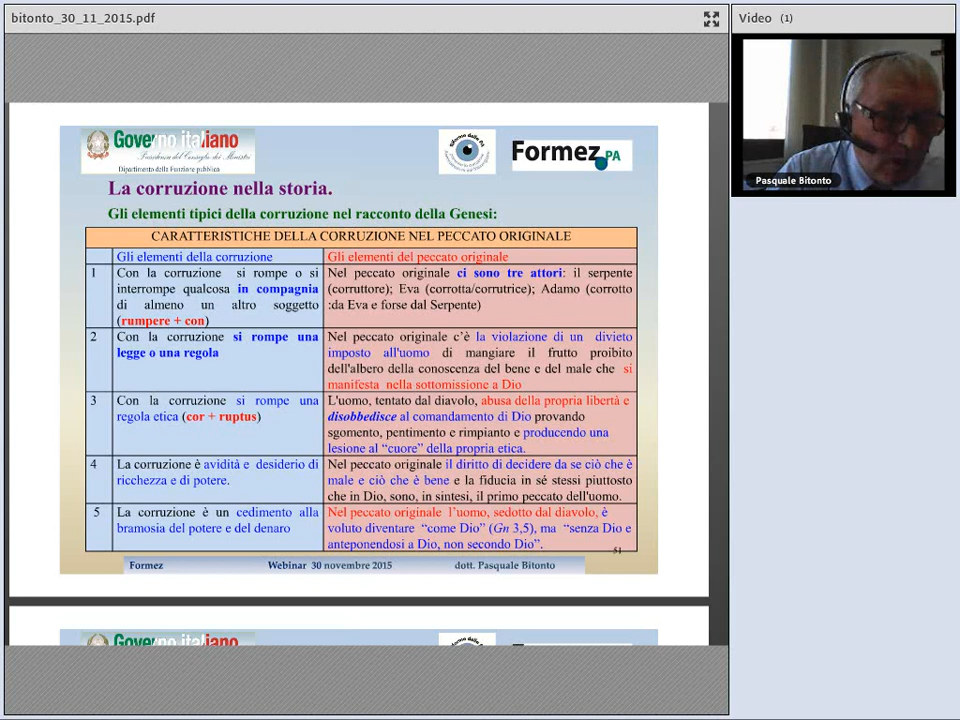 bitonto_30_11_2015.pdf
Video (1)
Pasquale Bitonto
Governo italiano
Presidenza del Consiglio dei Ministri
Dipartimento della Funzione pubblica
Formez PA
La corruzione nella storia.
Gli elementi tipici della corruzione nel racconto della Genesi:
CARATTERISTICHE DELLA CORRUZIONE NEL PECCATO ORIGINALE
Gli elementi della corruzione
Gli elementi del peccato originale
1
Con la corruzione si rompe o si
interrompe qualcosa in compagnia
di almeno un altro soggetto
(rumpere + con)
Nel peccato originale ci sono tre attori: il serpente
(corruttore); Eva (corrotta/corrutrice); Adamo (corrotto
:da Eva e forse dal Serpente)
2
Con la corruzione si rompe una
legge o una regola
Nel peccato originale c'è la violazione di un divieto
imposto all'uomo di mangiare il frutto proibito
dell'albero della conoscenza del bene e del male che si
manifesta nella sottomissione a Dio
3
Con la corruzione si rompe una
regola etica (cor + ruptus)
L'uomo, tentato dal diavolo, abusa della propria libertà e
disobbedisce al comandamento di Dio provando
sgomento, pentimento e rimpianto e producendo una
lesione al “cuore” della propria etica.
4
La corruzione è avidità e desiderio di
ricchezza e di potere.
Nel peccato originale il diritto di decidere da se ciò che è
male e ciò che è bene e la fiducia in sé stessi piuttosto
che in Dio, sono, in sintesi, il primo peccato dell'uomo.
5
La corruzione è un cedimento alla
bramosia del potere e del denaro
Nel peccato originale l'uomo, sedotto dal diavolo, è
voluto diventare “come Dio” (Gn 3,5), ma “senza Dio e
anteponendosi a Dio, non secondo Dio”.
51
Formez
Webinar 30 novembre 2015
dott. Pasquale Bitonto
Governo italiano